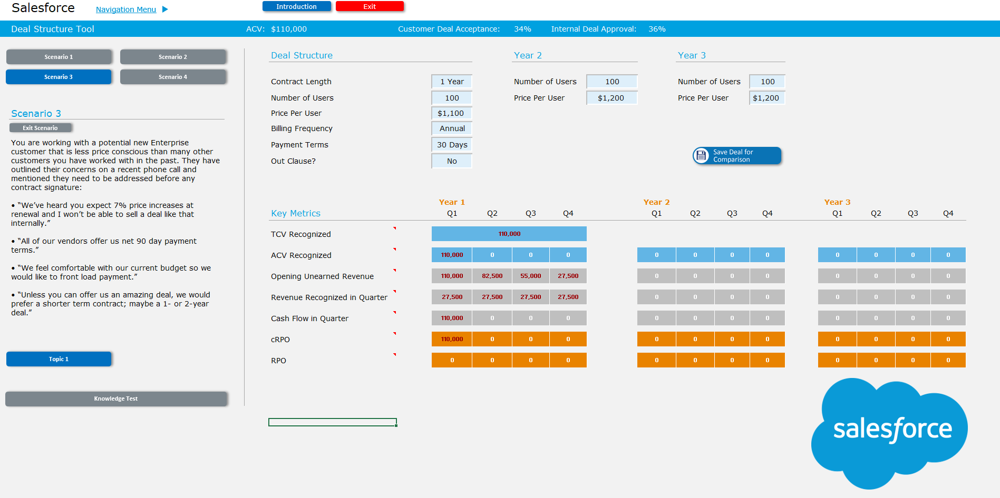 Salesforce
Navigation Menu
Introduction
Exit
Deal Structure Tool
ACV: $110,000
Customer Deal Acceptance: 34%
Internal Deal Approval: 36%
Scenario 1
Scenario 2
Scenario 3
Scenario 4
Scenario 3
Exit Scenario
You are working with a potential new Enterprise
customer that is less price conscious than many other
customers you have worked with in the past. They have
outlined their concerns on a recent phone call and
mentioned they need to be addressed before any
contract signature:
• “We’ve heard you expect 7% price increases at
renewal and I won’t be able to sell a deal like that
internally.”
• “All of our vendors offer us net 90 day payment
terms.”
• “We feel comfortable with our current budget so we
would like to front load payment.”
• “Unless you can offer us an amazing deal, we would
prefer a shorter term contract; maybe a 1- or 2-year
deal.”
Topic 1
Knowledge Test
Deal Structure
Contract Length 1 Year
Number of Users 100
Price Per User $1,100
Billing Frequency Annual
Payment Terms 30 Days
Out Clause? No
Year 2
Number of Users 100
Price Per User $1,200
Year 3
Number of Users 100
Price Per User $1,200
Save Deal for
Comparison
Year 1 Year 2 Year 3
Key Metrics Q1 Q2 Q3 Q4 Q1 Q2 Q3 Q4 Q1 Q2 Q3 Q4
TCV Recognized 110,000
ACV Recognized 110,000 0 0 0 0 0 0 0 0 0 0 0
Opening Unearned Revenue 110,000 82,500 55,000 27,500 0 0 0 0 0 0 0 0
Revenue Recognized in Quarter 27,500 27,500 27,500 27,500 0 0 0 0 0 0 0 0
Cash Flow in Quarter 110,000 0 0 0 0 0 0 0 0 0 0 0
cRPO 110,000 0 0 0 0 0 0 0 0 0 0 0
RPO 0 0 0 0 0 0 0 0 0 0 0 0
salesforce